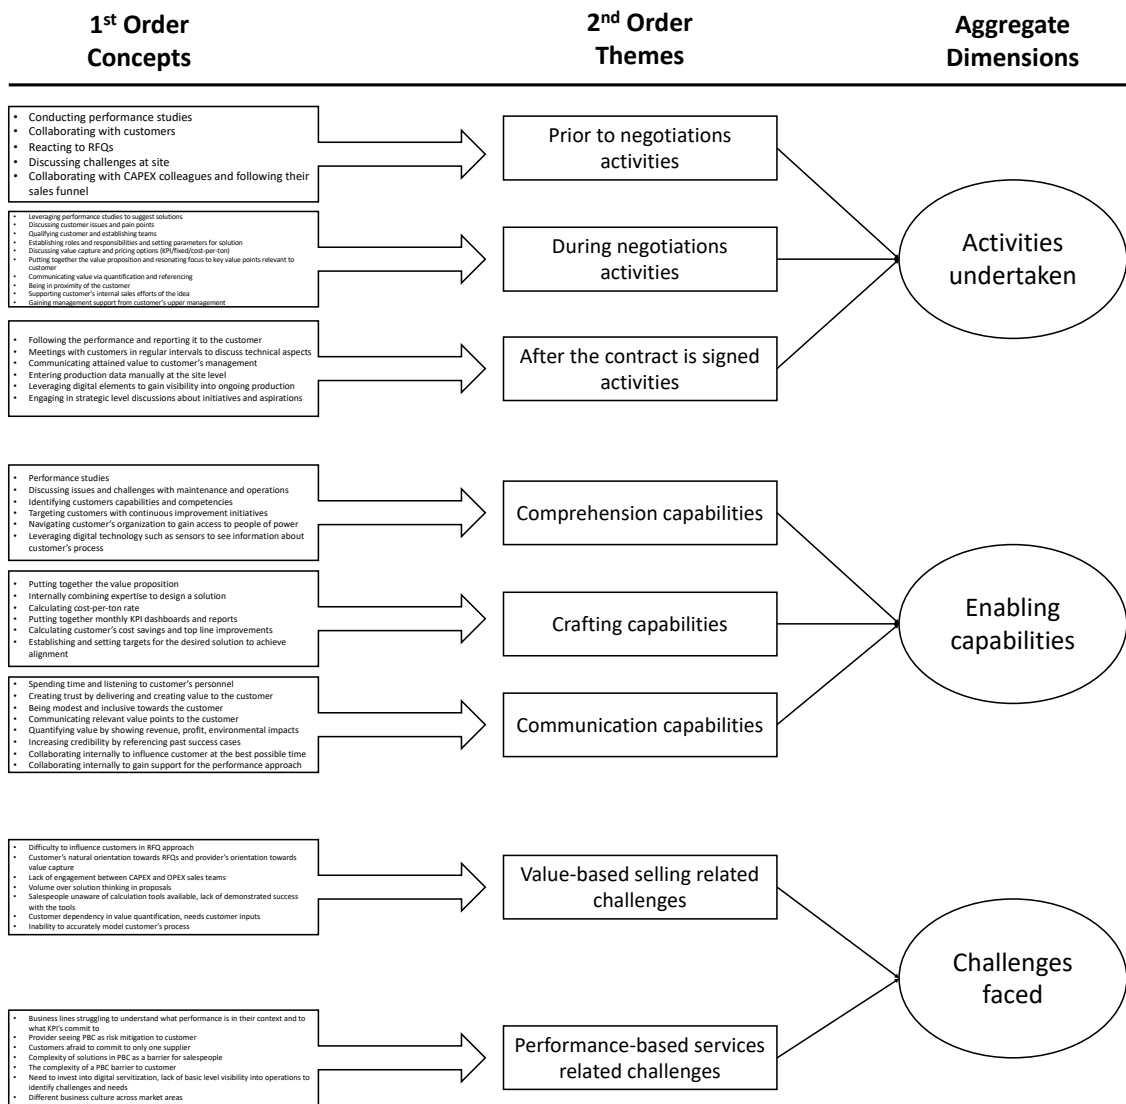 1st Order
Concepts
2nd Order
Themes
Aggregate
Dimensions
• Conducting performance studies
• Collaborating with customers
• Reacting to RFQs
• Discussing challenges at site
• Collaborating with CAPEX colleagues and following their
sales funnel
Prior to negotiations
activities
• Leveraging performance studies to suggest solutions
• Discussing customer issues and pain points
• Qualifying customer and establishing teams
• Establishing roles and responsibilities and setting parameters for solution
• Discussing value capture and pricing options (KPI/fixed/cost-per-ton)
• Putting together the value proposition and resonating focus to key value points relevant to
customer
• Communicating value via quantification and referencing
• Being in proximity of the customer
• Supporting customer's internal sales efforts of the idea
• Gaining management support from customer's upper management
During negotiations
activities
Activities
undertaken
• Following the performance and reporting it to the customer
• Meetings with customers in regular intervals to discuss technical aspects
• Communicating attained value to customer's management
• Entering production data manually at the site level
• Leveraging digital elements to gain visibility into ongoing production
• Engaging in strategic level discussions about initiatives and aspirations
After the contract is signed
activities
• Performance studies
• Discussing issues and challenges with maintenance and operations
• Identifying customers capabilities and competencies
• Targeting customers with continuous improvement initiatives
• Navigating customer's organization to gain access to people of power
• Leveraging digital technology such as sensors to see information about
customer's process
Comprehension capabilities
• Putting together the value proposition
• Internally combining expertise to design a solution
• Calculating cost-per-ton rate
• Putting together monthly KPI dashboards and reports
• Calculating customer's cost savings and top line improvements
• Establishing and setting targets for the desired solution to achieve
alignment
Crafting capabilities
Enabling
capabilities
• Spending time and listening to customer's personnel
• Creating trust by delivering and creating value to the customer
• Being modest and inclusive towards the customer
• Communicating relevant value points to the customer
• Quantifying value by showing revenue, profit, environmental impacts
• Increasing credibility by referencing past success cases
• Collaborating internally to influence customer at the best possible time
• Collaborating internally to gain support for the performance approach
Communication capabilities
• Difficulty to influence customers in RFQ approach
• Customer's natural orientation towards RFQs and provider's orientation towards
value capture
• Lack of engagement between CAPEX and OPEX sales teams
• Volume over solution thinking in proposals
• Salespeople unaware of calculation tools available, lack of demonstrated success
with the tools
• Customer dependency in value quantification, needs customer inputs
• Inability to accurately model customer's process
Value-based selling related
challenges
Challenges
faced
• Business lines struggling to understand what performance is in their context and to
what KPI's commit to
• Provider seeing PBC as risk mitigation to customer
• Customers afraid to commit to only one supplier
• Complexity of solutions in PBC as a barrier for salespeople
• The complexity of a PBC barrier to customer
• Need to invest into digital servitization, lack of basic level visibility into operations to
identify challenges and needs
• Different business culture across market areas
Performance-based services
related challenges